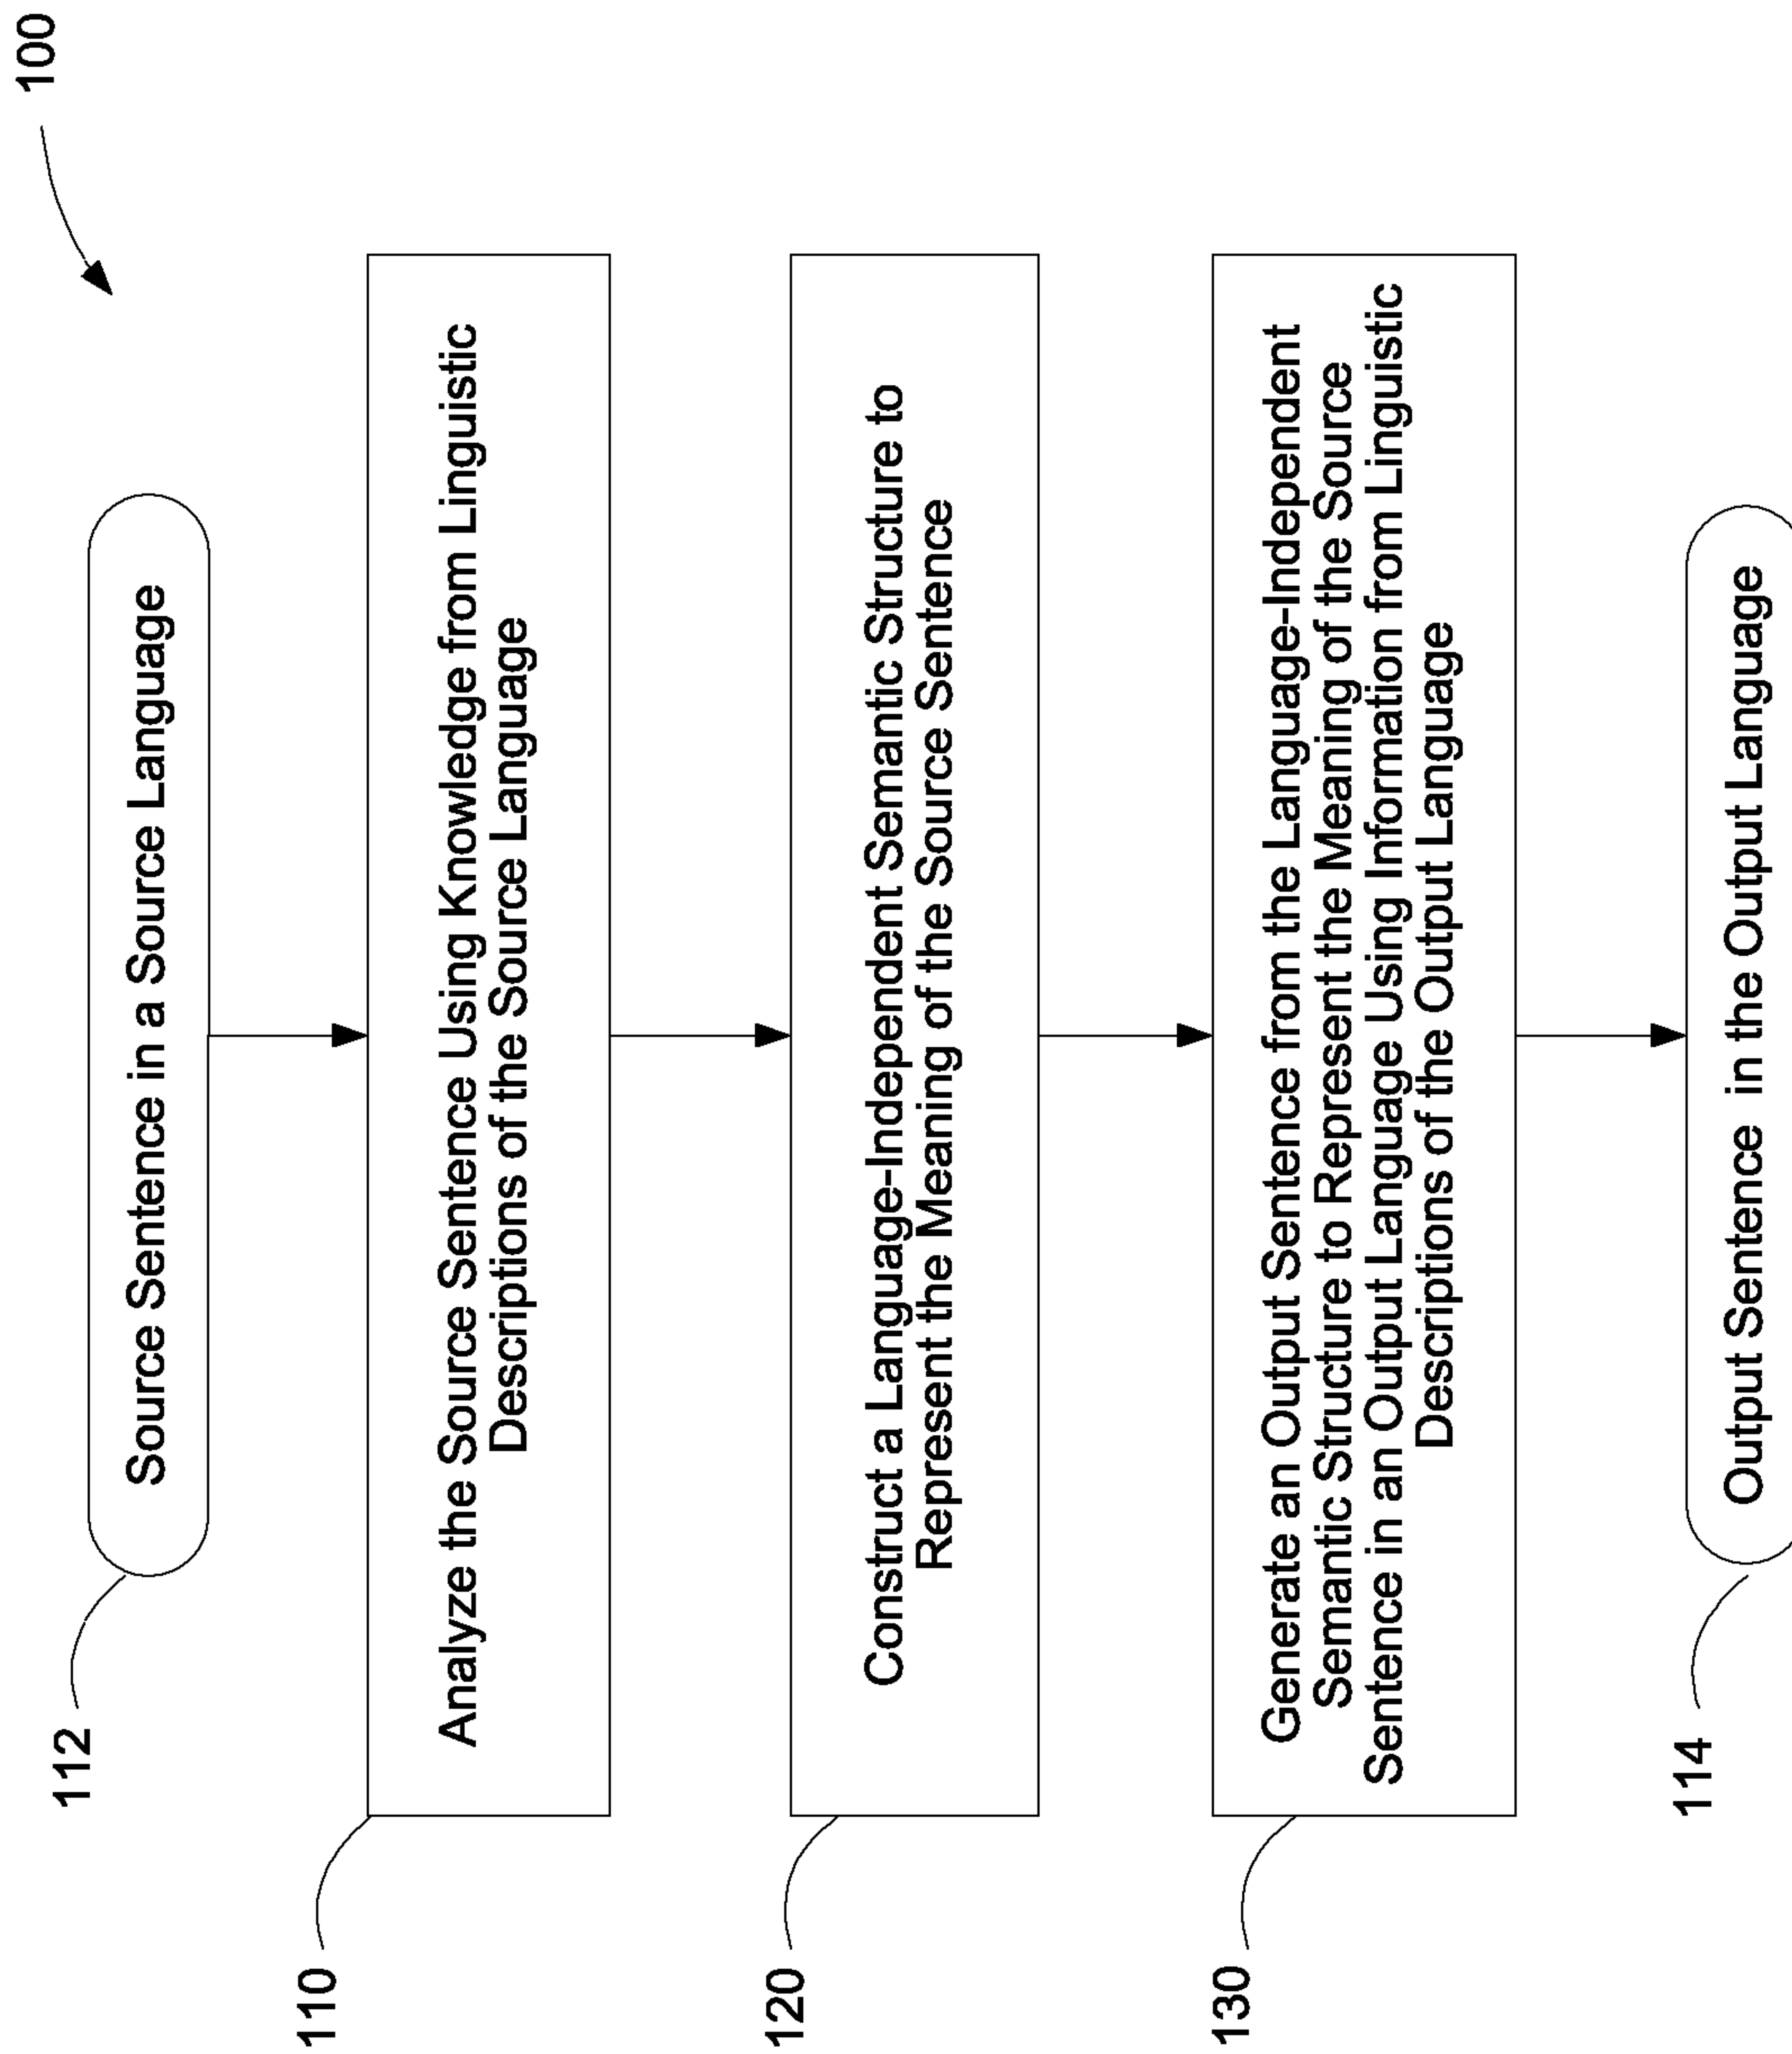 100
112
Source Sentence in a Source Language
110
Analyze the Source Sentence Using Knowledge from Linguistic
Descriptions of the Source Language
120
Construct a Language-Independent Semantic Structure to
Represent the Meaning of the Source Sentence
130
Generate an Output Sentence from the Language-Independent
Semantic Structure to Represent the Meaning of the Source
Sentence in an Output Language Using Information from Linguistic
Descriptions of the Output Language
114
Output Sentence in the Output Language